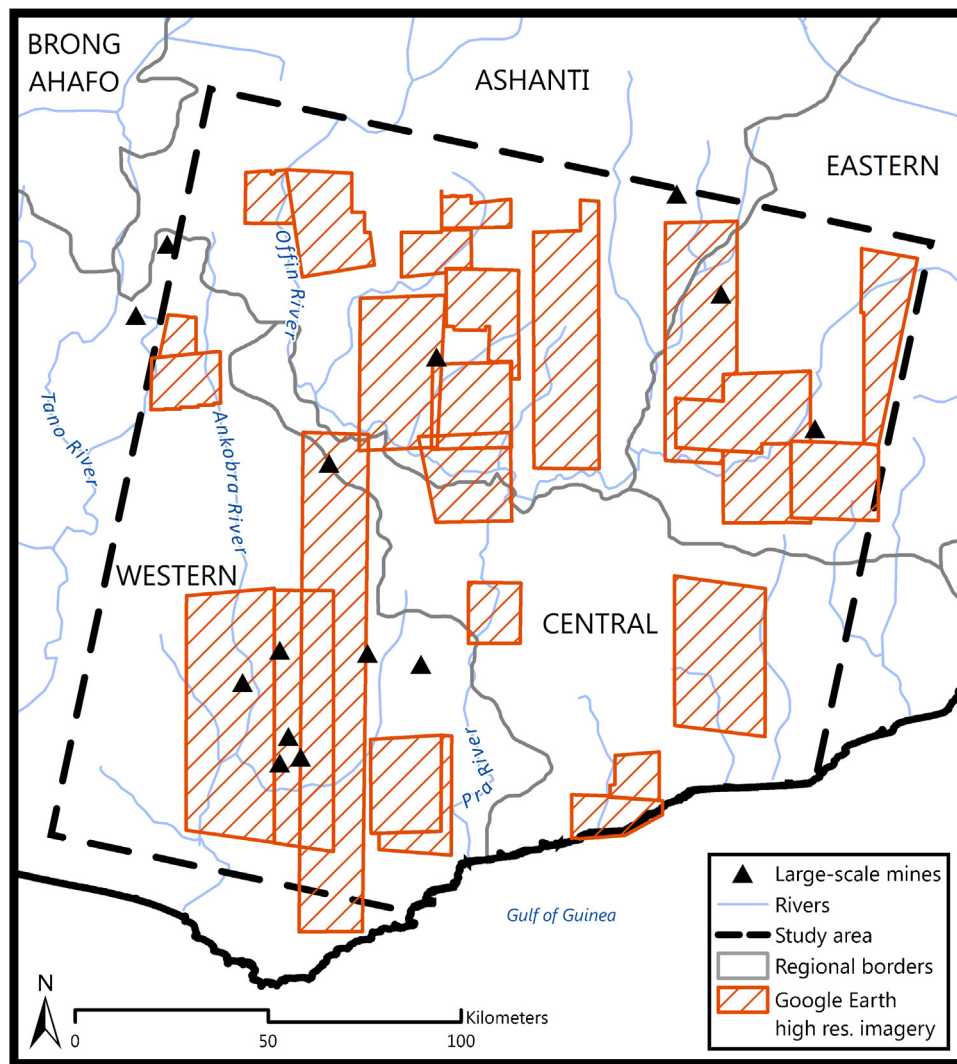 BRONG
AHAFO
ASHANTI
EASTERN
Offin River
Tano River
Ankobra River
WESTERN
CENTRAL
Pra River
Gulf of Guinea
Large-scale mines
Rivers
Study area
Regional borders
Google Earth
high res. imagery
N
Kilometers
0
50
100